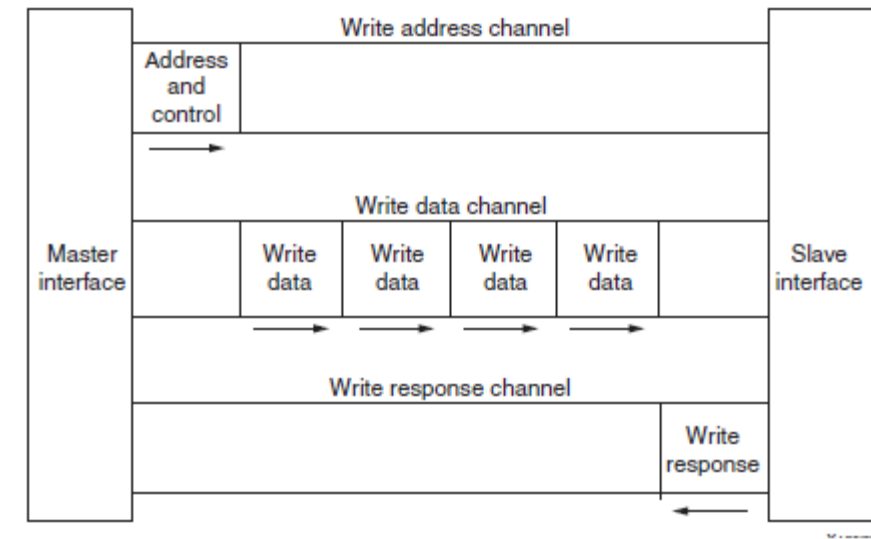 Write address channel
Address
and
control
Write data channel
Master
interface
Write
data
Write
data
Write
data
Write
data
Slave
interface
Write response channel
Write
response